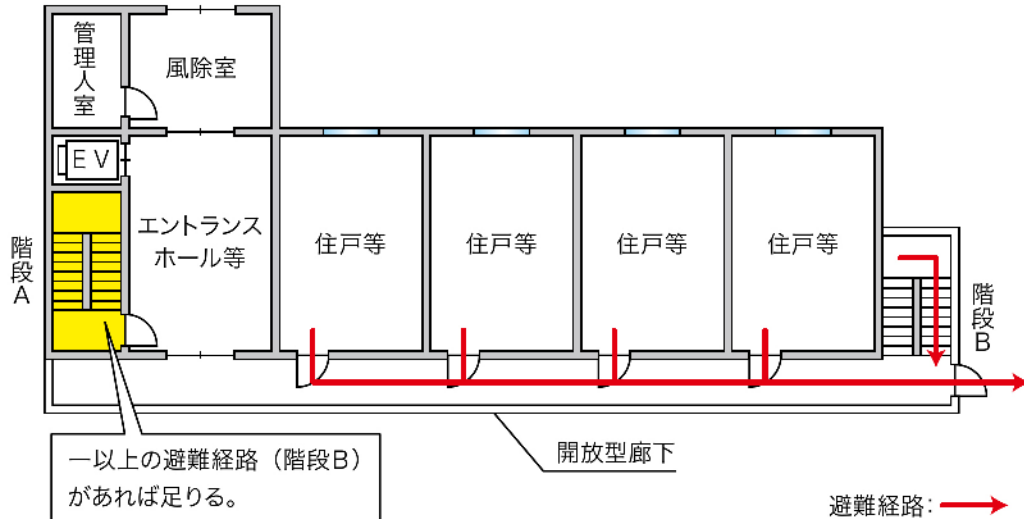 管理人室
風除室
EV
エントランス
ホール等
住戸等
住戸等
住戸等
住戸等
階段A
階段B
一以上の避難経路（階段B）
があれば足りる。
開放型廊下
避難経路：